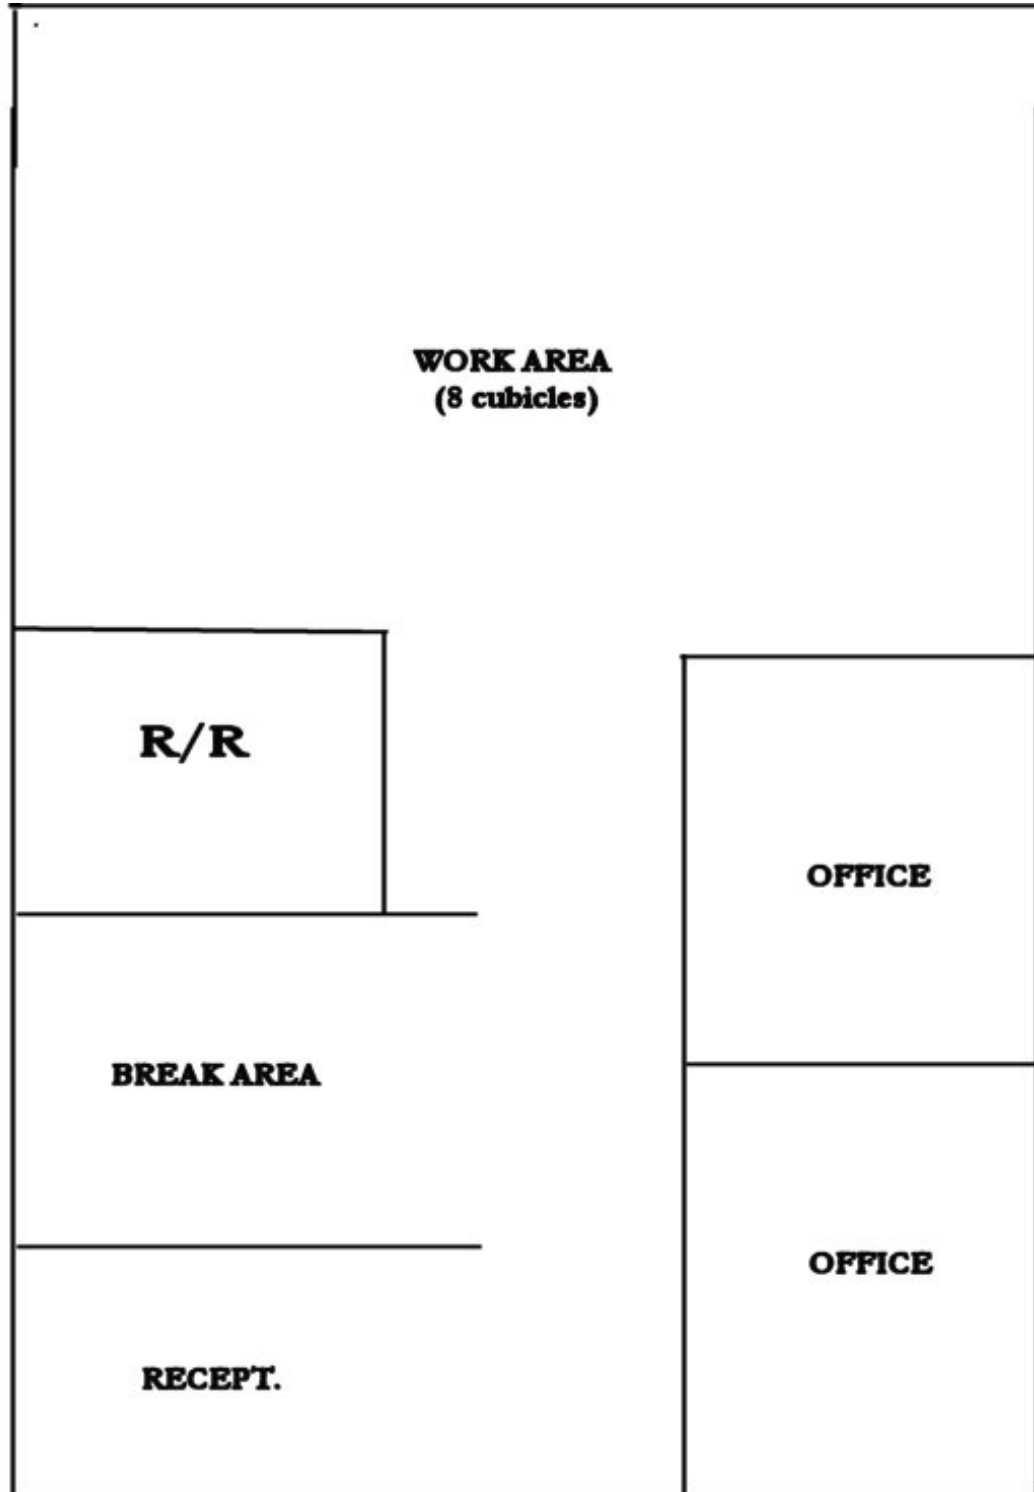 WORK AREA
(8 cubicles)
R/R
OFFICE
BREAK AREA
OFFICE
RECEPT.